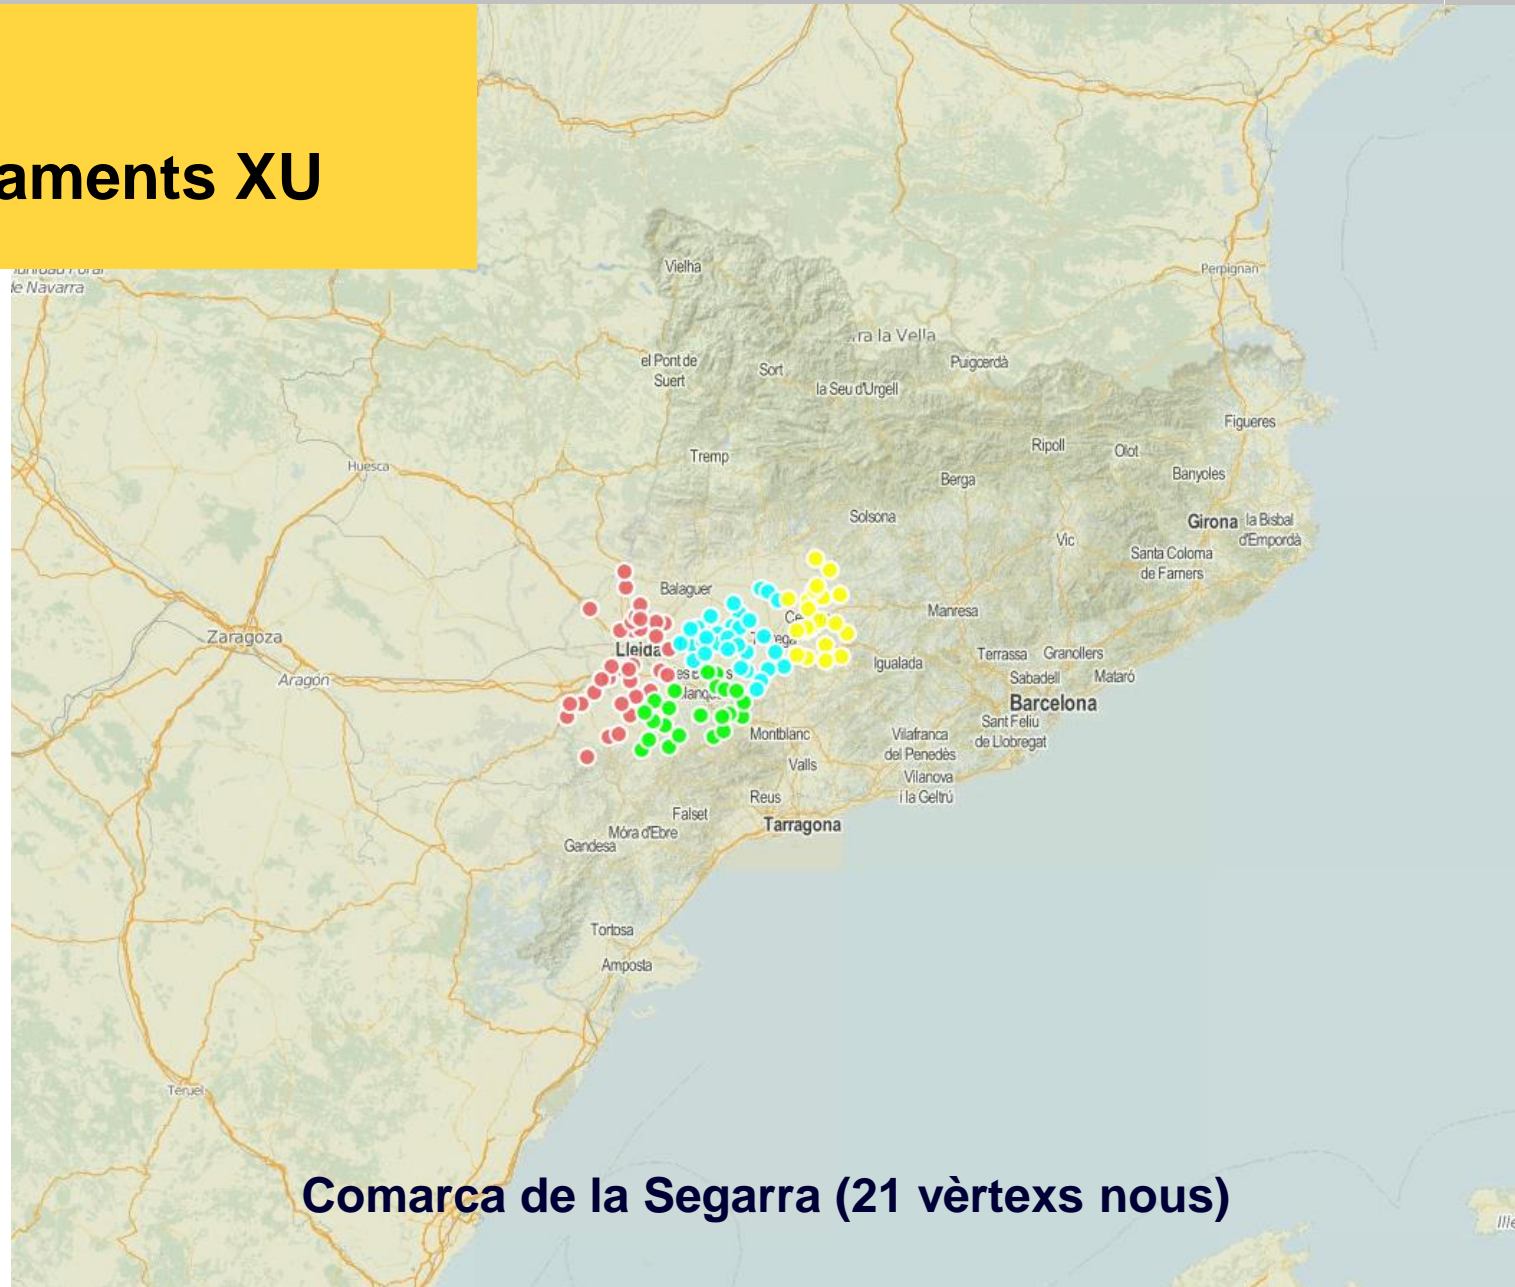 aments XU
de Navarra
Vielha
Perpignan
ra la Vella
el Pont de
Suert
Sort
Puigcerdà
la Seu d'Urgell
Figueres
Ripoll
Olot
Tremp
Huesca
Berga
Banyoles
Solsona
Girona
la Bisbal
d'Empordà
Vic
Santa Coloma
de Farners
Balaguer
Manresa
Zaragoza
Lleida
Igualada
Terrassa
Granollers
Sabadell
Mataró
Aragón
Barcelona
Sant Feliu
de Llobregat
Montblanc
Vilafranca
del Penedès
Valls
Vilanova
i la Geltrú
Reus
Falset
Tarragona
Móra d'Ebre
Gandesa
Tortosa
Amposta
Teruel
Comarca de la Segarra (21 vèrtexs nous)